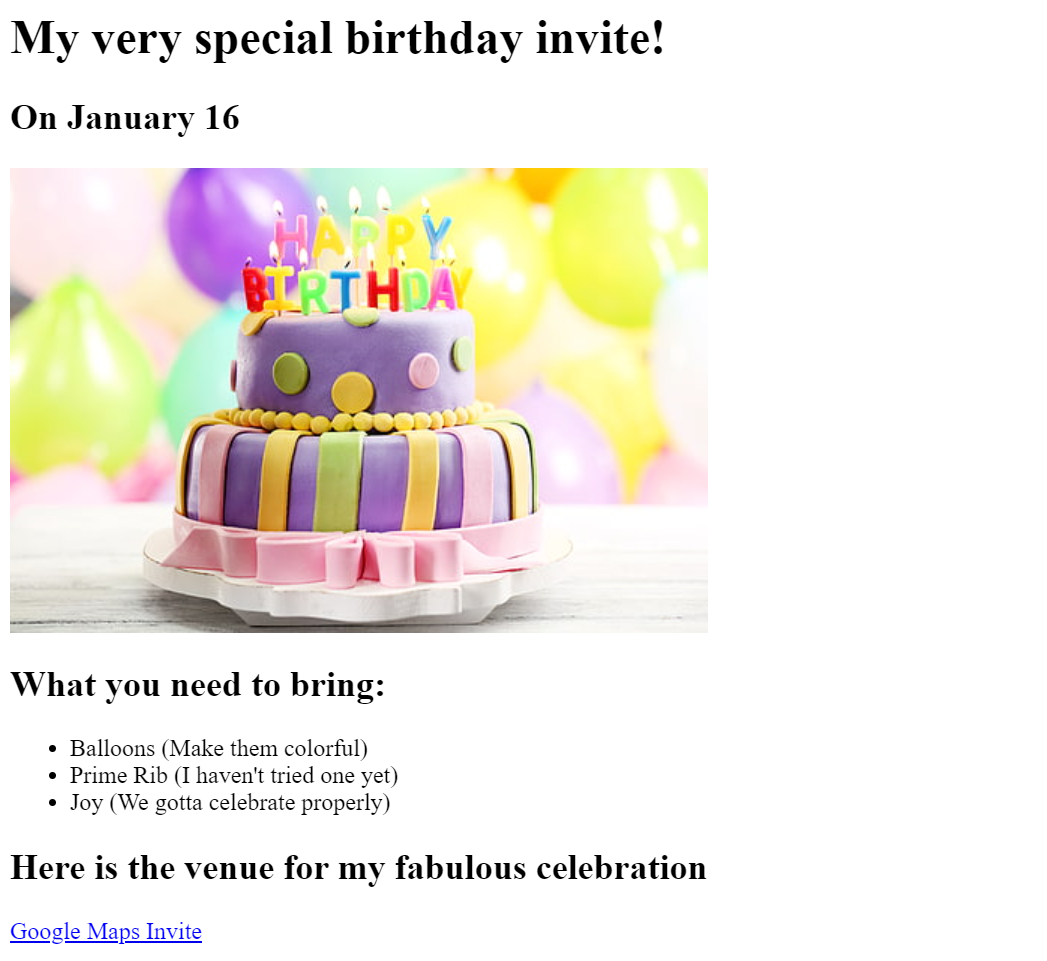 My very special birthday invite!
On January 16
HAPPY
BIRTHDAY
What you need to bring:
Balloons (Make them colorful)
Prime Rib (I haven't tried one yet)
Joy (We gotta celebrate properly)
Here is the venue for my fabulous celebration
Google Maps Invite